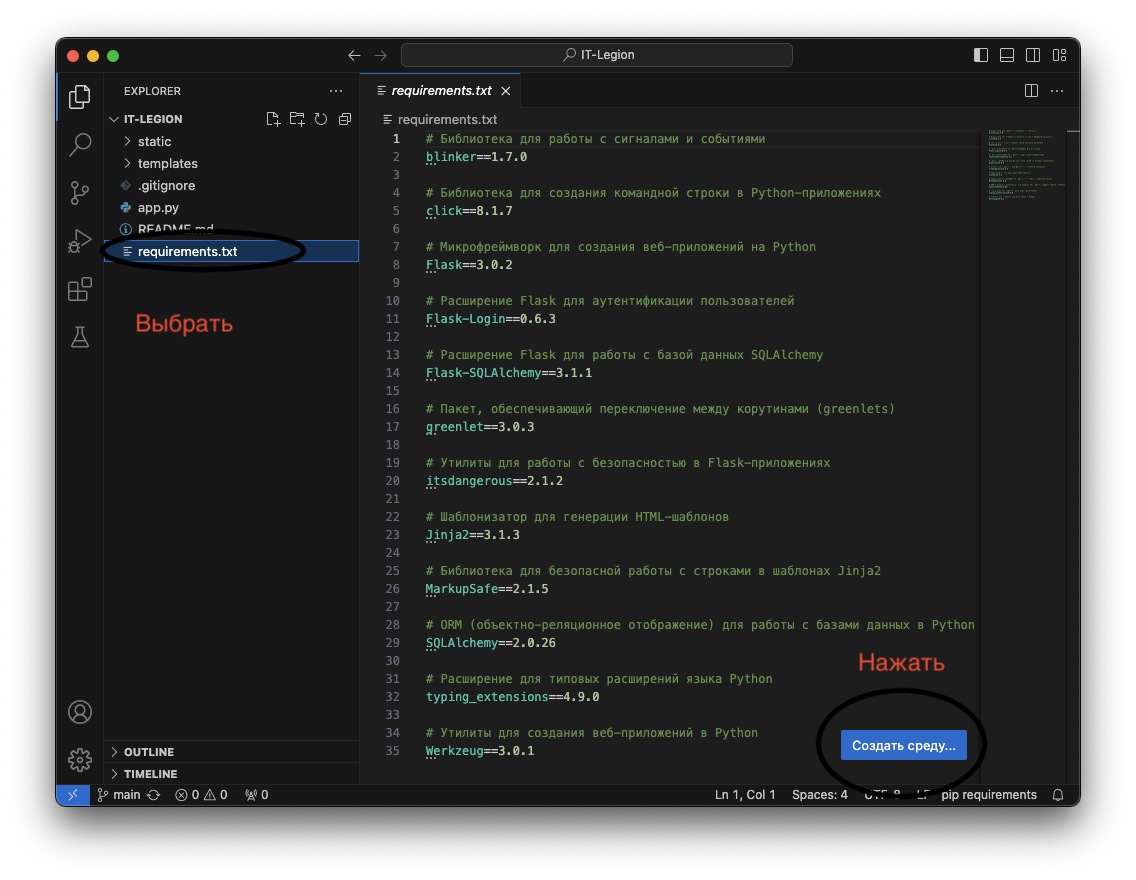 IT-Legion
EXPLORER
requirements.txt
IT-LEGION
static
templates
.gitignore
app.py
README.md
requirements.txt
Выбрать
OUTLINE
TIMELINE
requirements.txt
1 # Библиотека для работы с сигналами и событиями
2 blinker==1.7.0
3
4 # Библиотека для создания командной строки в Python-приложениях
5 click==8.1.7
6
7 # Микрофреймворк для создания веб-приложений на Python
8 Flask==3.0.2
9
10 # Расширение Flask для аутентификации пользователей
11 Flask-Login==0.6.3
12
13 # Расширение Flask для работы с базой данных SQLAlchemy
14 Flask-SQLAlchemy==3.1.1
15
16 # Пакет, обеспечивающий переключение между корутинами (greenlets)
17 greenlet==3.0.3
18
19 # Утилиты для работы с безопасностью в Flask-приложениях
20 itsdangerous==2.1.2
21
22 # Шаблонизатор для генерации HTML-шаблонов
23 Jinja2==3.1.3
24
25 # Библиотека для безопасной работы с строками в шаблонах Jinja2
26 MarkupSafe==2.1.5
27
28 # ORM (объектно-реляционное отображение) для работы с базами данных в Python
29 SQLAlchemy==2.0.26
30
31 # Расширение для типовых расширений языка Python
32 typing_extensions==4.9.0
33
34 # Утилиты для создания веб-приложений в Python
35 Werkzeug==3.0.1
Нажать
Создать среду...
main 0 0 0 Ln 1, Col 1 Spaces: 4 UTF-8 LF pip requirements